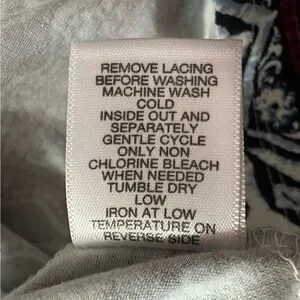 REMOVE LACING
BEFORE WASHING
MACHINE WASH
COLD
INSIDE OUT AND
SEPARATELY
GENTLE CYCLE
ONLY NON
CHLORINE BLEACH
WHEN NEEDED
TUMBLE DRY
LOW
IRON AT LOW
TEMPERATURE ON
REVERSE SIDE